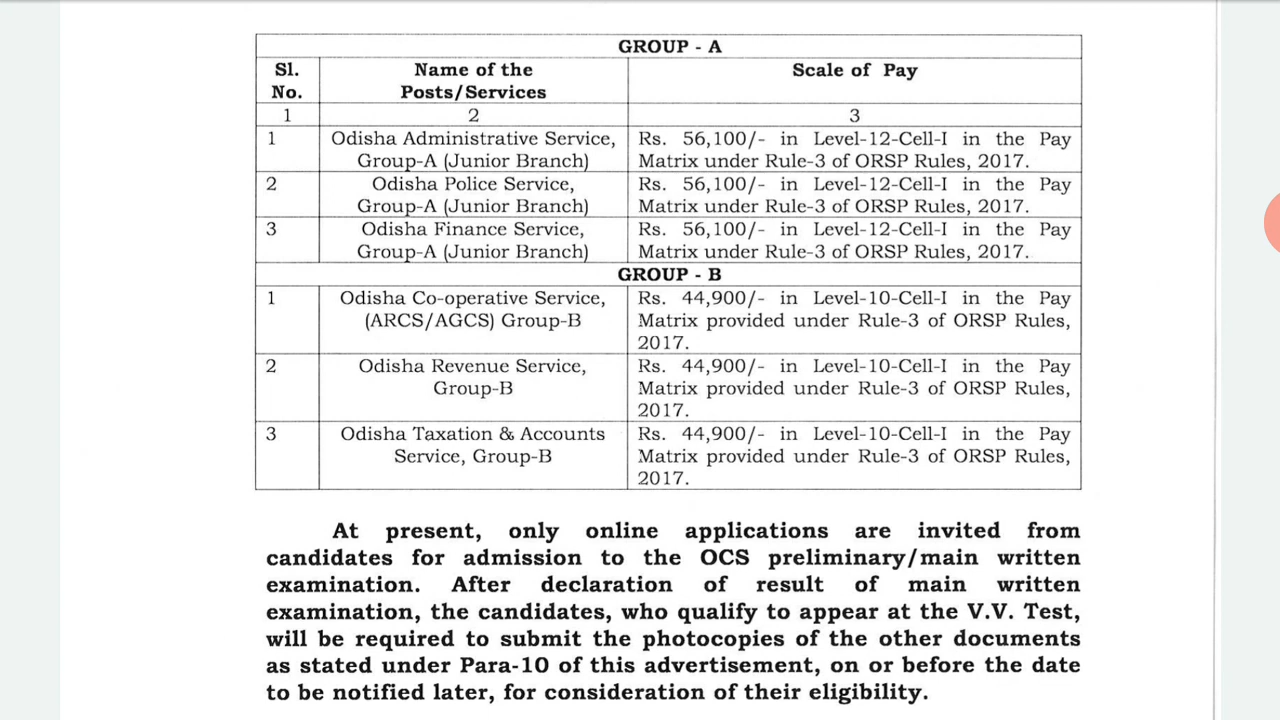 GROUP - A
Sl. No.
Name of the Posts/Services
Scale of Pay
1
2
3
1
Odisha Administrative Service,
Group-A (Junior Branch)
Rs. 56,100/- in Level-12-Cell-I in the Pay
Matrix under Rule-3 of ORSP Rules, 2017.
2
Odisha Police Service,
Group-A (Junior Branch)
Rs. 56,100/- in Level-12-Cell-I in the Pay
Matrix under Rule-3 of ORSP Rules, 2017.
3
Odisha Finance Service,
Group-A (Junior Branch)
Rs. 56,100/- in Level-12-Cell-I in the Pay
Matrix under Rule-3 of ORSP Rules, 2017.
GROUP - B
1
Odisha Co-operative Service,
(ARCS/AGCS) Group-B
Rs. 44,900/- in Level-10-Cell-I in the Pay
Matrix provided under Rule-3 of ORSP Rules,
2017.
2
Odisha Revenue Service,
Group-B
Rs. 44,900/- in Level-10-Cell-I in the Pay
Matrix provided under Rule-3 of ORSP Rules,
2017.
3
Odisha Taxation & Accounts
Service, Group-B
Rs. 44,900/- in Level-10-Cell-I in the Pay
Matrix provided under Rule-3 of ORSP Rules,
2017.
At present, only online applications are invited from
candidates for admission to the OCS preliminary/main written
examination. After declaration of result of main written
examination, the candidates, who qualify to appear at the V.V. Test,
will be required to submit the photocopies of the other documents
as stated under Para-10 of this advertisement, on or before the date
to be notified later, for consideration of their eligibility.